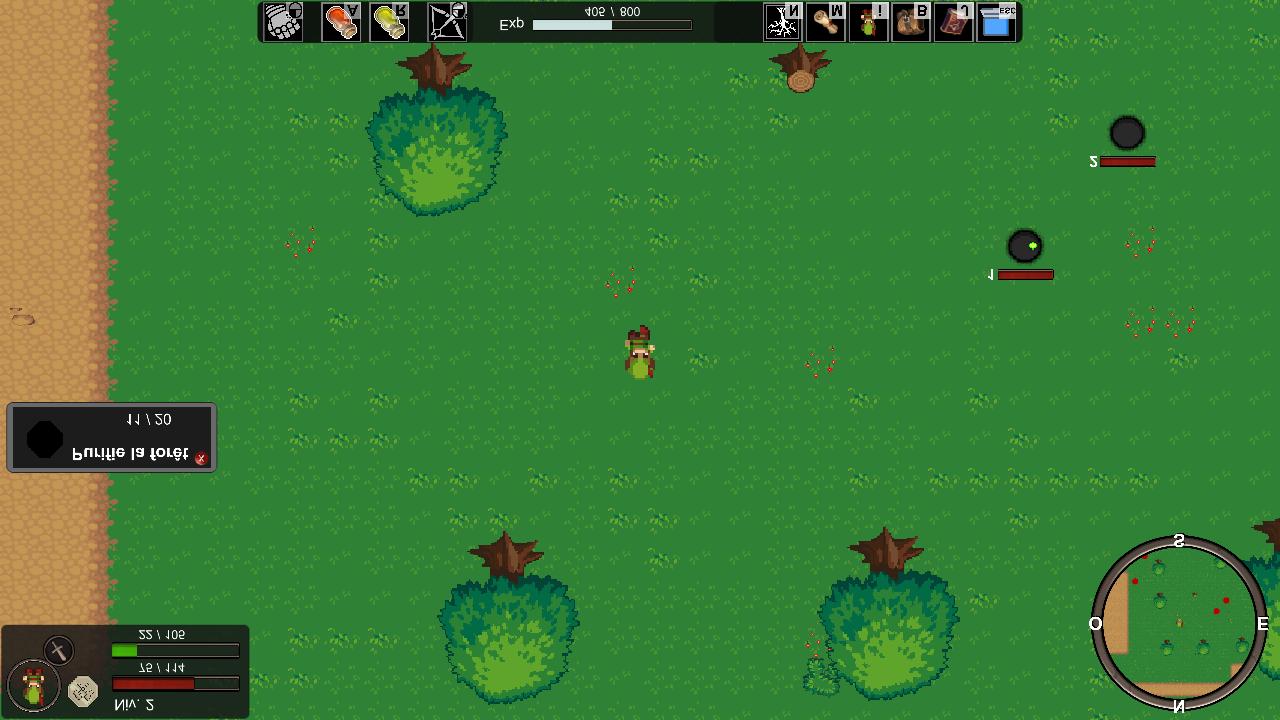 Niv. 2
75 / 114
22 / 105
N
O E
S
Purifie la forêt x
11 / 20
1
2
A R Exp 405 / 800 N M I B J ESC